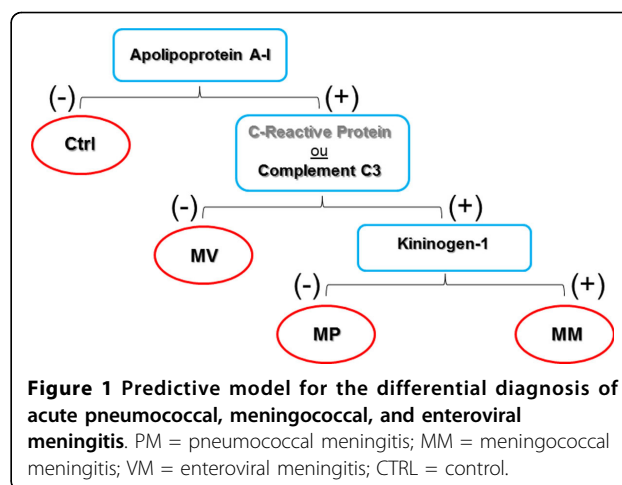 Apolipoprotein A-I
(-) (+)
Ctrl
C-Reactive Protein
ou
Complement C3
(-) (+)
MV
Kininogen-1
(-) (+)
MP MM
Figure 1 Predictive model for the differential diagnosis of
acute pneumococcal, meningococcal, and enteroviral
meningitis. PM = pneumococcal meningitis; MM = meningococcal
meningitis; VM = enteroviral meningitis; CTRL = control.